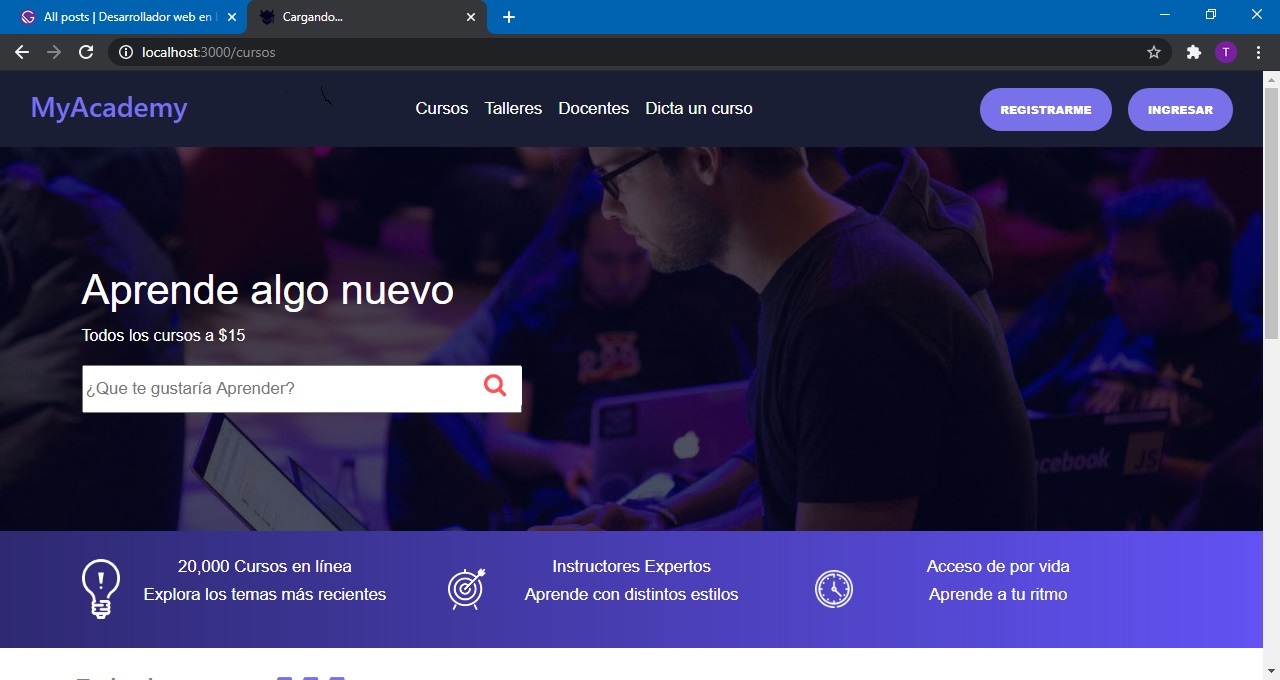 All posts | Desarrollador web en
Cargando...
localhost:3000/cursos
T
MyAcademy
Cursos
Talleres
Docentes
Dicta un curso
REGISTRARME
INGRESAR
Aprende algo nuevo
Todos los cursos a $15
¿Que te gustaría Aprender?
facebook
JS
20,000 Cursos en línea
Explora los temas más recientes
Instructores Expertos
Aprende con distintos estilos
Acceso de por vida
Aprende a tu ritmo